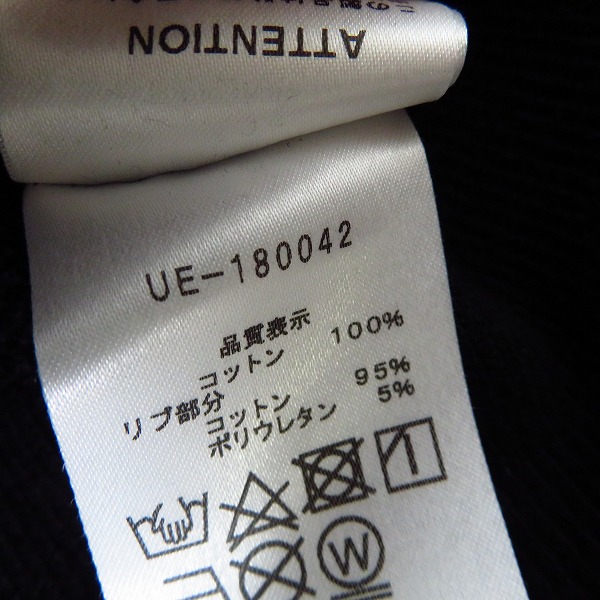 ATTENTION
UE-180042
品質表示
コットン 100%
リブ部分
コットン 95%
ポリウレタン 5%
W